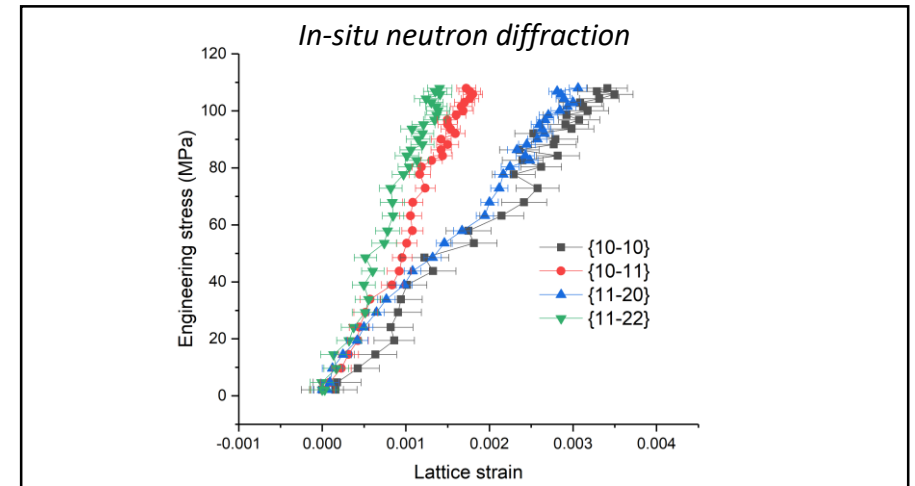 In-situ neutron diffraction
120
100
80
60
40
20
0
Engineering stress (MPa)
{10-10}
{10-11}
{11-20}
{11-22}
-0.001 0.000 0.001 0.002 0.003 0.004
Lattice strain